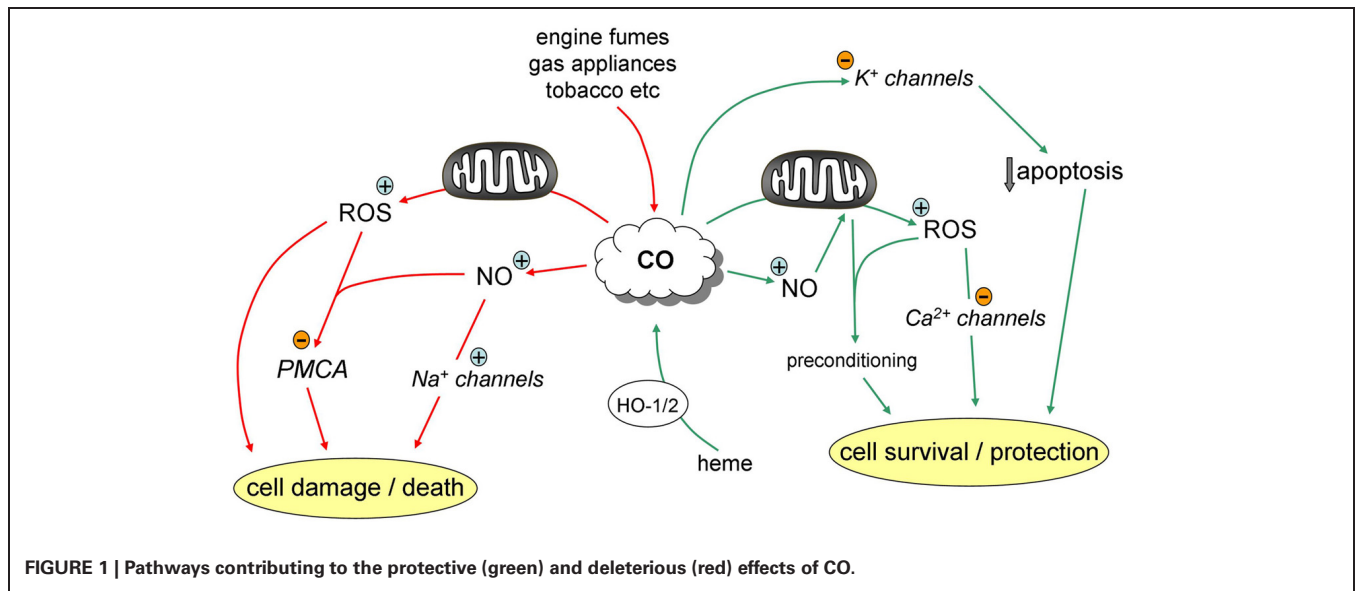 engine fumes
gas appliances
tobacco etc
K+ channels
apoptosis
ROS
NO
PMCA
Na+ channels
cell damage / death
CO
HO-1/2
heme
NO
ROS
Ca2+ channels
preconditioning
cell survival / protection
FIGURE 1 | Pathways contributing to the protective (green) and deleterious (red) effects of CO.